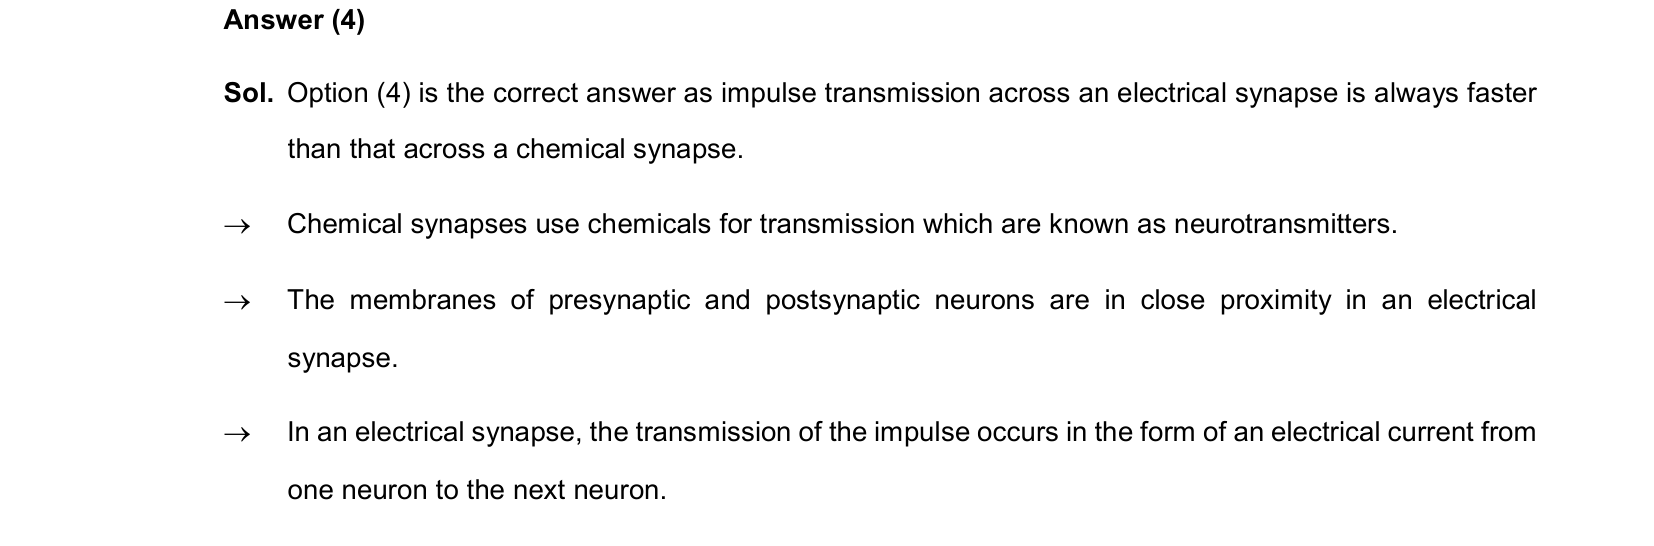 Answer (4)
Sol. Option (4) is the correct answer as impulse transmission across an electrical synapse is always faster
than that across a chemical synapse.
→ Chemical synapses use chemicals for transmission which are known as neurotransmitters.
→ The membranes of presynaptic and postsynaptic neurons are in close proximity in an electrical
synapse.
→ In an electrical synapse, the transmission of the impulse occurs in the form of an electrical current from
one neuron to the next neuron.